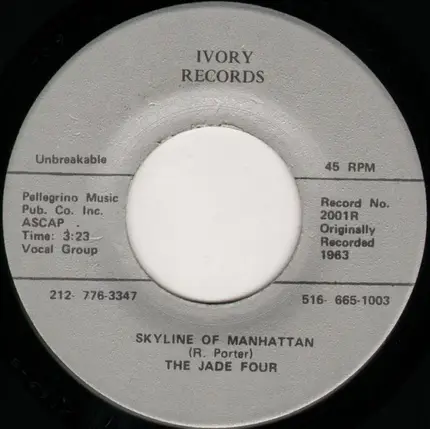 IVORY
RECORDS
Unbreakable
45 RPM
Pellegrino Music
Pub. Co. Inc.
ASCAP .
Time: 3:23
Vocal Group
Record No.
2001R
Originally
Recorded
1963
212- 776-3347
516- 665-1003
SKYLINE OF MANHATTAN
(R. Porter)
THE JADE FOUR